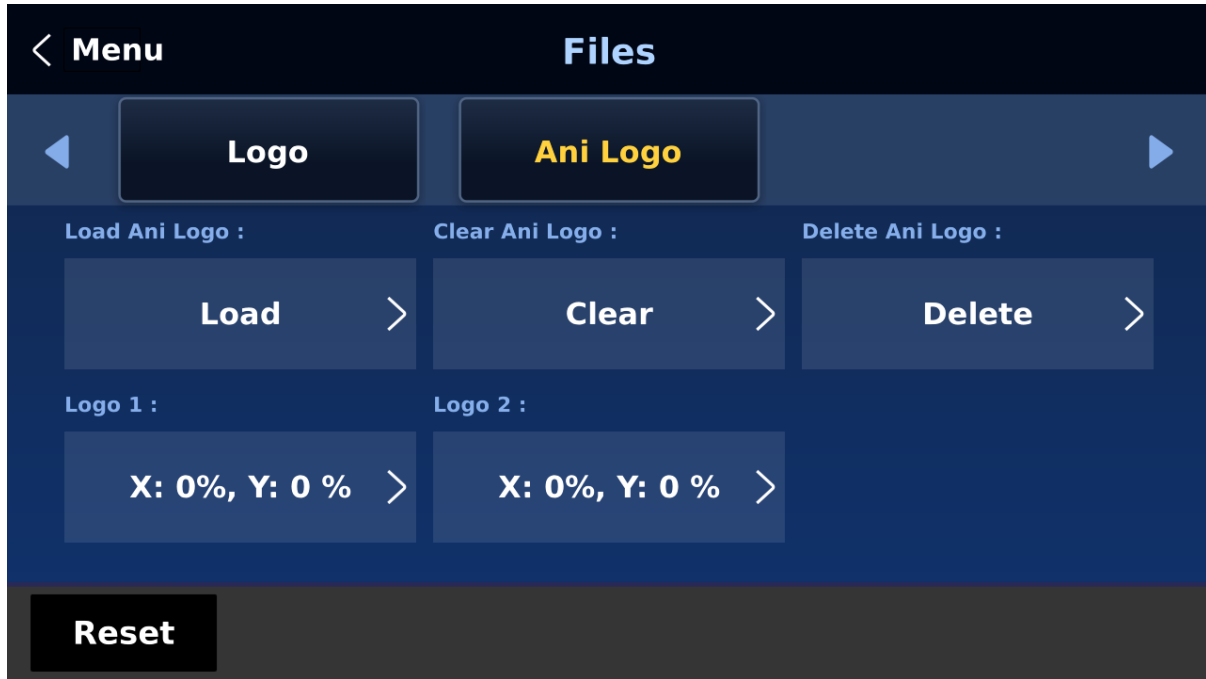 Menu
Files
Logo
Ani Logo
Load Ani Logo :
Clear Ani Logo :
Delete Ani Logo :
Load
Clear
Delete
Logo 1 :
Logo 2 :
X: 0%, Y: 0 %
X: 0%, Y: 0 %
Reset